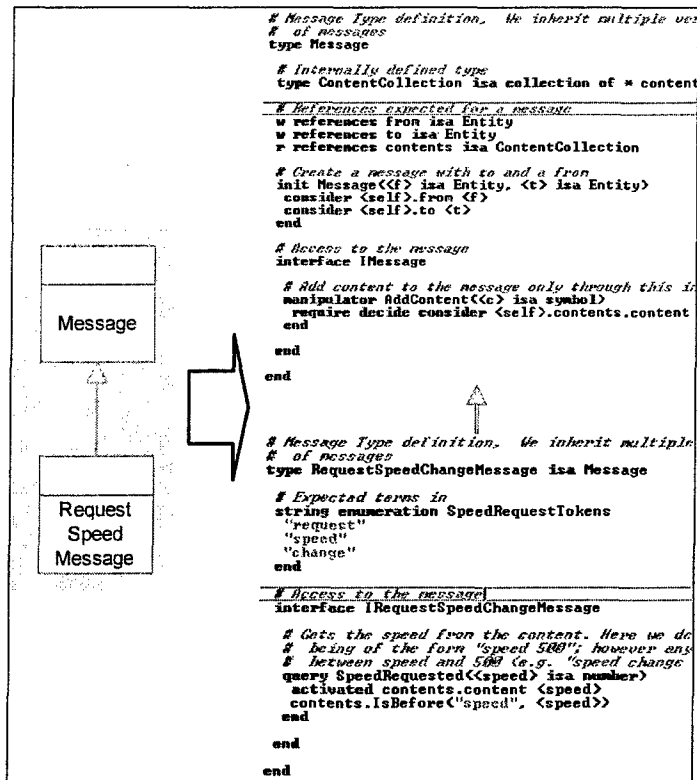 Message
Request
Speed
Message
# Message Type definition, We inherit multiple ver
# of messages
type Message
# Internally defined type
type ContentCollection isa collection of * content
# References expected for a message
w references from isa Entity
w references to isa Entity
r references contents isa ContentCollection
# Create a message with to and a from
init Message(<f> isa Entity, <t> isa Entity)
consider <self>.from <f>
consider <self>.to <t>
end
# Access to the message
interface IMessage
# Add content to the message only through this in
manipulator AddContent(<c> isa symbol)
require decide consider <self>.contents.content
end
end
end
# Message Type definition, We inherit multiple
# of messages
type RequestSpeedChangeMessage isa Message
# Expected terms in
string enumeration SpeedRequestTokens
"request"
"speed"
"change"
end
# Access to the message
interface IRequestSpeedChangeMessage
# Gets the speed from the content. Here we de
# being of the form "speed 500"; however any
# between speed and 500 (e.g. "speed change
query SpeedRequested(<speed> isa number)
activated contents.content <speed>
contents.IsBefore("speed", <speed>)
end
end
end